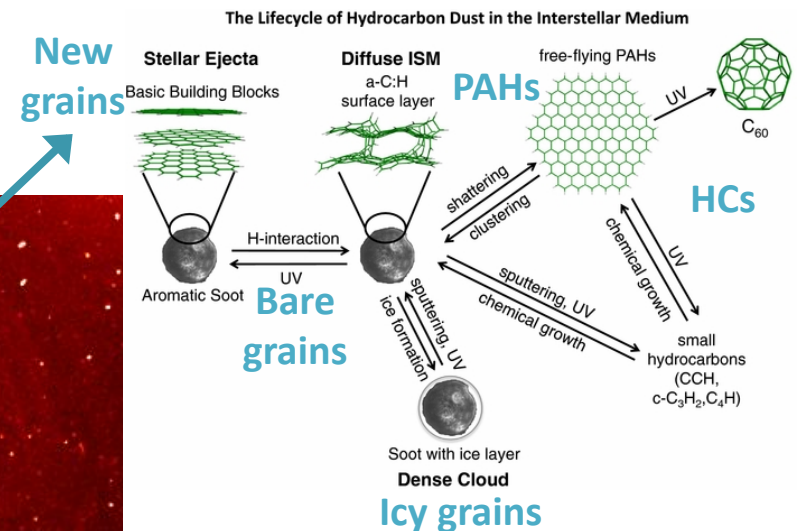 The Lifecycle of Hydrocarbon Dust in the Interstellar Medium
New
grains
Stellar Ejecta
Basic Building Blocks
Diffuse ISM
a-C:H
surface layer
PAHs
free-flying PAHs
UV
C₆₀
HCs
shattering
clustering
H-interaction
UV
Aromatic Soot
Bare
grains
ice formation
sputtering, UV
sputtering, UV
chemical growth
chemical growth
UV
small
hydrocarbons
(CCH,
c-C₃H₂,C₄H)
Soot with ice layer
Dense Cloud
Icy grains